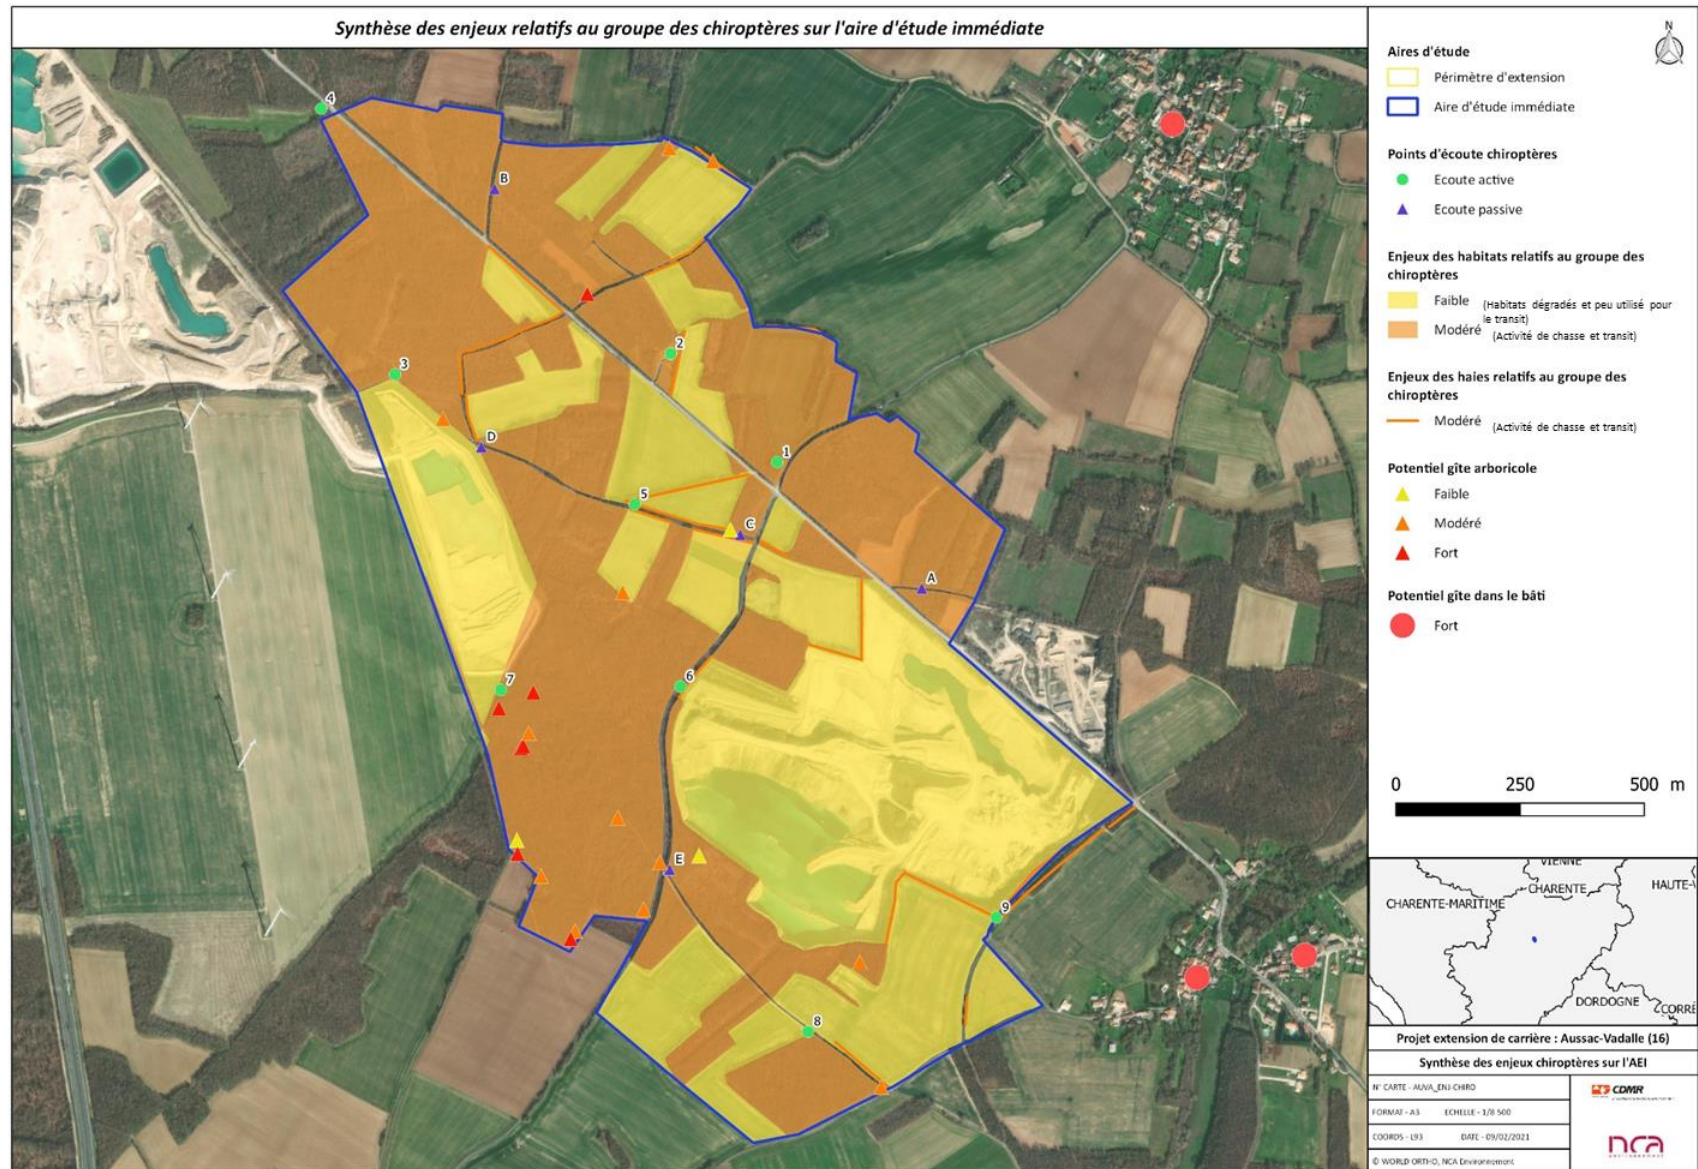 Synthèse des enjeux relatifs au groupe des chiroptères sur l'aire d'étude immédiate
4
B
2
3
D
1
5
C
A
6
7
E
9
8
N
Aires d'étude
Périmètre d'extension
Aire d'étude immédiate
Points d'écoute chiroptères
Ecoute active
Ecoute passive
Enjeux des habitats relatifs au groupe des
chiroptères
Faible (Habitats dégradés et peu utilisé pour
le transit)
Modéré (Activité de chasse et transit)
Enjeux des haies relatifs au groupe des
chiroptères
Modéré (Activité de chasse et transit)
Potentiel gîte arboricole
Faible
Modéré
Fort
Potentiel gîte dans le bâti
Fort
0 250 500 m
VIENNE
CHARENTE
HAUTE-V
CHARENTE-MARITIME
DORDOGNE
CORRÈ
Projet extension de carrière : Aussac-Vadalle (16)
Synthèse des enjeux chiroptères sur l'AEI
N° CARTE - AUVA_ENJ-CHIRO
FORMAT - A3 ECHELLE - 1/8 500
COORDS - L93 DATE - 09/02/2021
© WORLD ORTHO, NCA Environnement
CDMR
nca
environnement